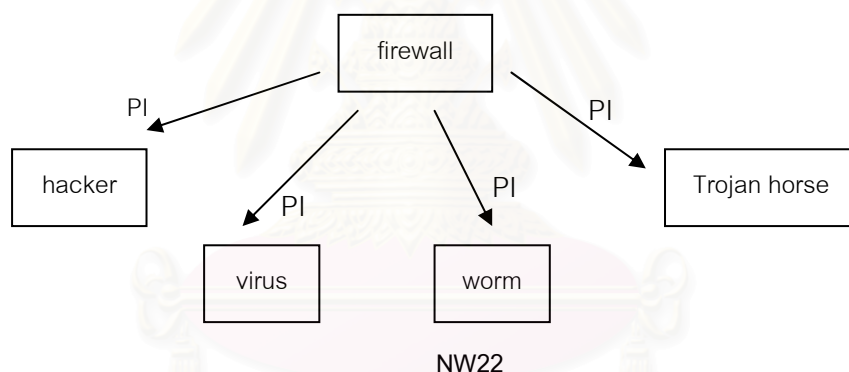 firewall
PI
PI
hacker
Trojan horse
PI
PI
virus
worm
NW22